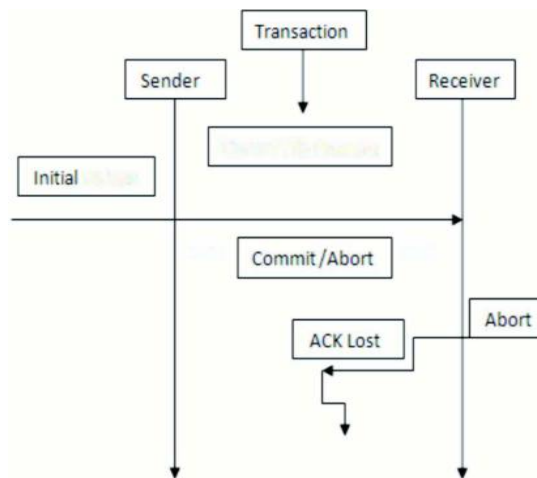 Transaction
Sender
Receiver
Initial
Commit/Abort
Abort
ACK Lost